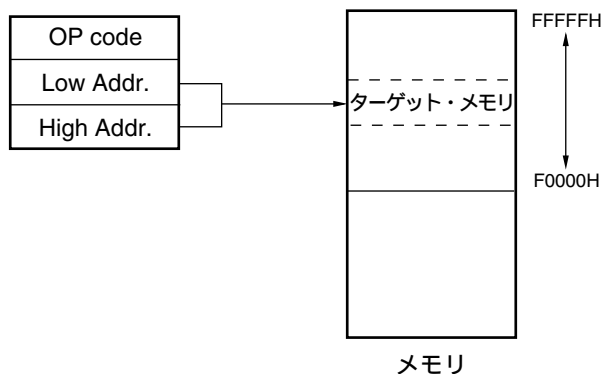 OP code
Low Addr.
High Addr.
FFFFFH
ターゲット・メモリ
F0000H
メモリ